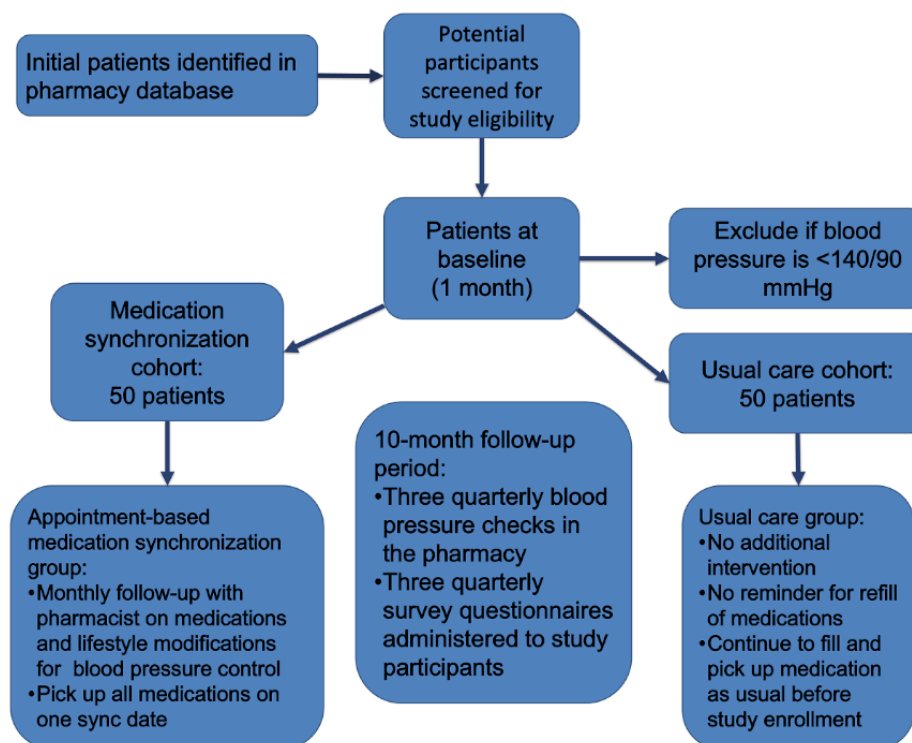 Initial patients identified in
pharmacy database
Potential
participants
screened for
study eligibility
Patients at
baseline
(1 month)
Exclude if blood
pressure is <140/90
mmHg
Medication
synchronization
cohort:
50 patients
Usual care cohort:
50 patients
Appointment-based
medication synchronization
group:
•Monthly follow-up with
pharmacist on medications
and lifestyle modifications
for blood pressure control
•Pick up all medications on
one sync date
10-month follow-up
period:
•Three quarterly blood
pressure checks in
the pharmacy
•Three quarterly
survey questionnaires
administered to study
participants
Usual care group:
•No additional
intervention
•No reminder for refill
of medications
•Continue to fill and
pick up medication
as usual before
study enrollment